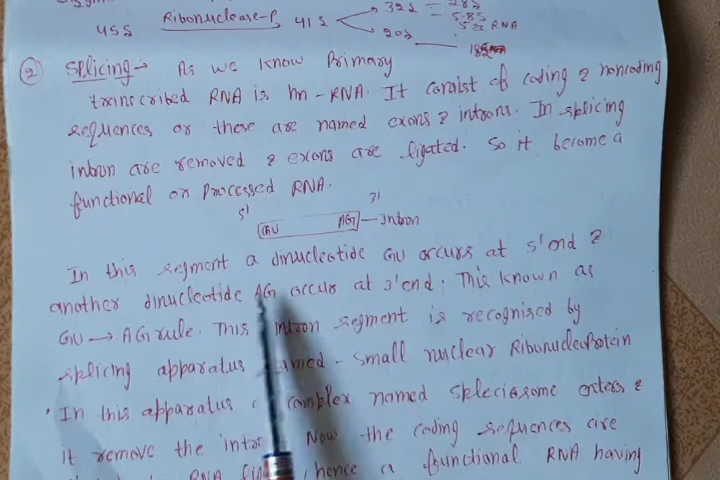 45S Ribonuclease-P 41S 32S 28S
5.8S
5S RNA
20S
② Splicing → As we know Primary
transcribed RNA is hn-RNA. It consist of coding & noncoding
sequences or these are named exons & introns. In splicing
intron are removed & exons are ligated. So it become a
functional or Processed RNA.
5' 3'
GU AG Intron
In this segment a dinucleotide GU occurs at 5' end &
another dinucleotide AG occurs at 3' end. This known as
GU → AG rule. This intron segment is recognised by
splicing apparatus named - Small nuclear Ribonucleoprotein
In this apparatus complex named Spleciosome enters &
it remove the Now the coding sequences are
RNA hence a functional RNA having